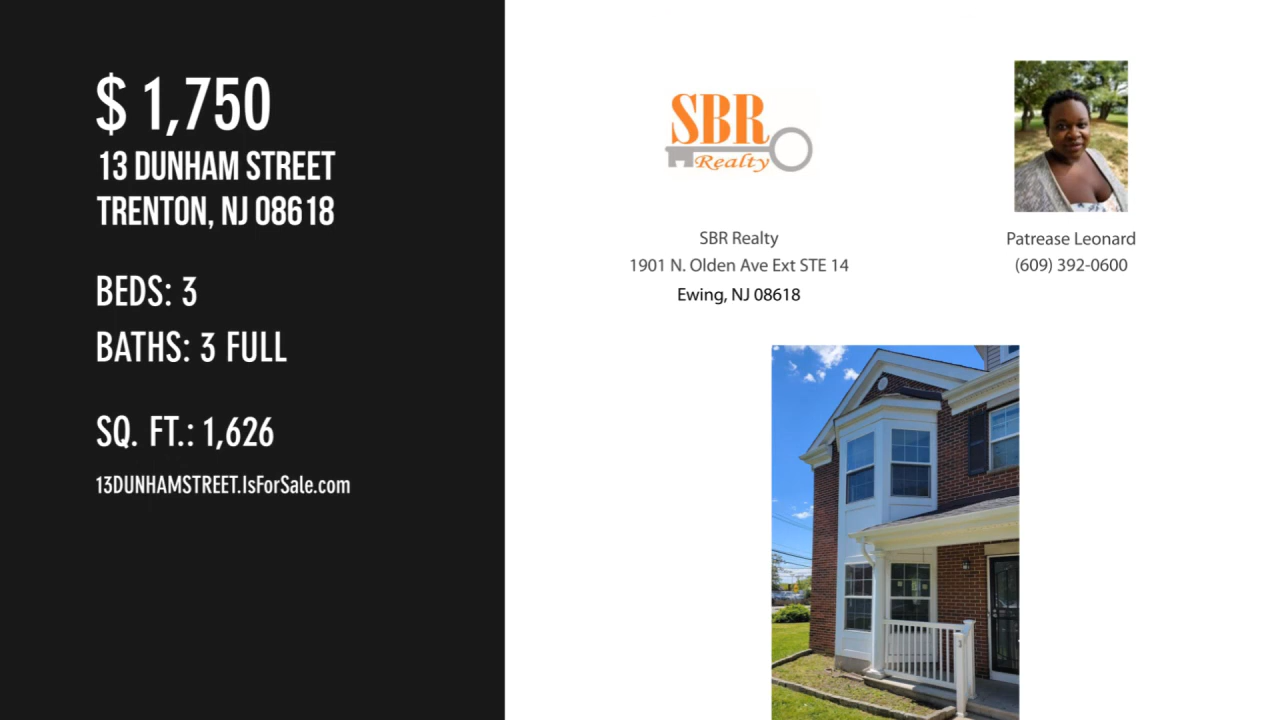 $ 1,750
13 DUNHAM STREET
TRENTON, NJ 08618
BEDS: 3
BATHS: 3 FULL
SQ. FT.: 1,626
13DUNHAMSTREET.IsForSale.com
SBR
Realty
SBR Realty
1901 N. Olden Ave Ext STE 14
Ewing, NJ 08618
Patrease Leonard
(609) 392-0600